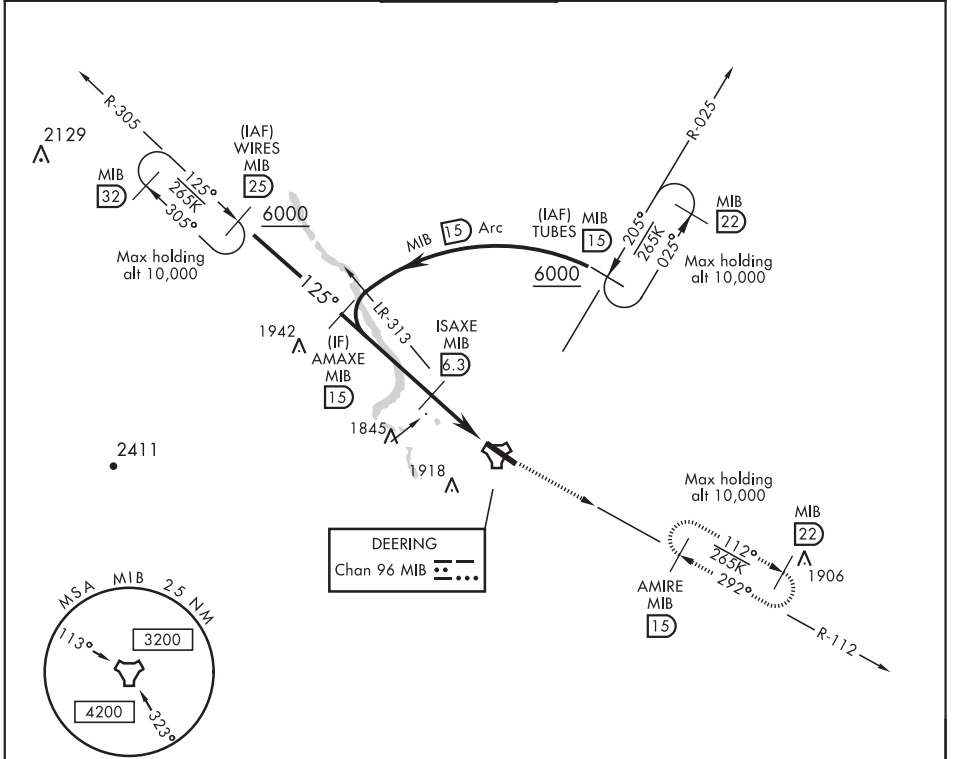 R-305
2129
MIB
32
125°
265K
305°
Max holding
alt 10,000
(IAF)
WIRES
MIB
25
6000
125°
MIB 15 Arc
(IAF)
TUBES
MIB
15
6000
R-025
205°
265K
025°
MIB
22
Max holding
alt 10,000
LR-313
1942
(IF)
AMAXE
MIB
15
ISAXE
MIB
6.3
1845
1918
2411
DEERING
Chan 96 MIB
Max holding
alt 10,000
MIB
22
1906
112°
265K
292°
AMIRE
MIB
15
R-112
MSA MIB 25 NM
113°
3200
4200
323°